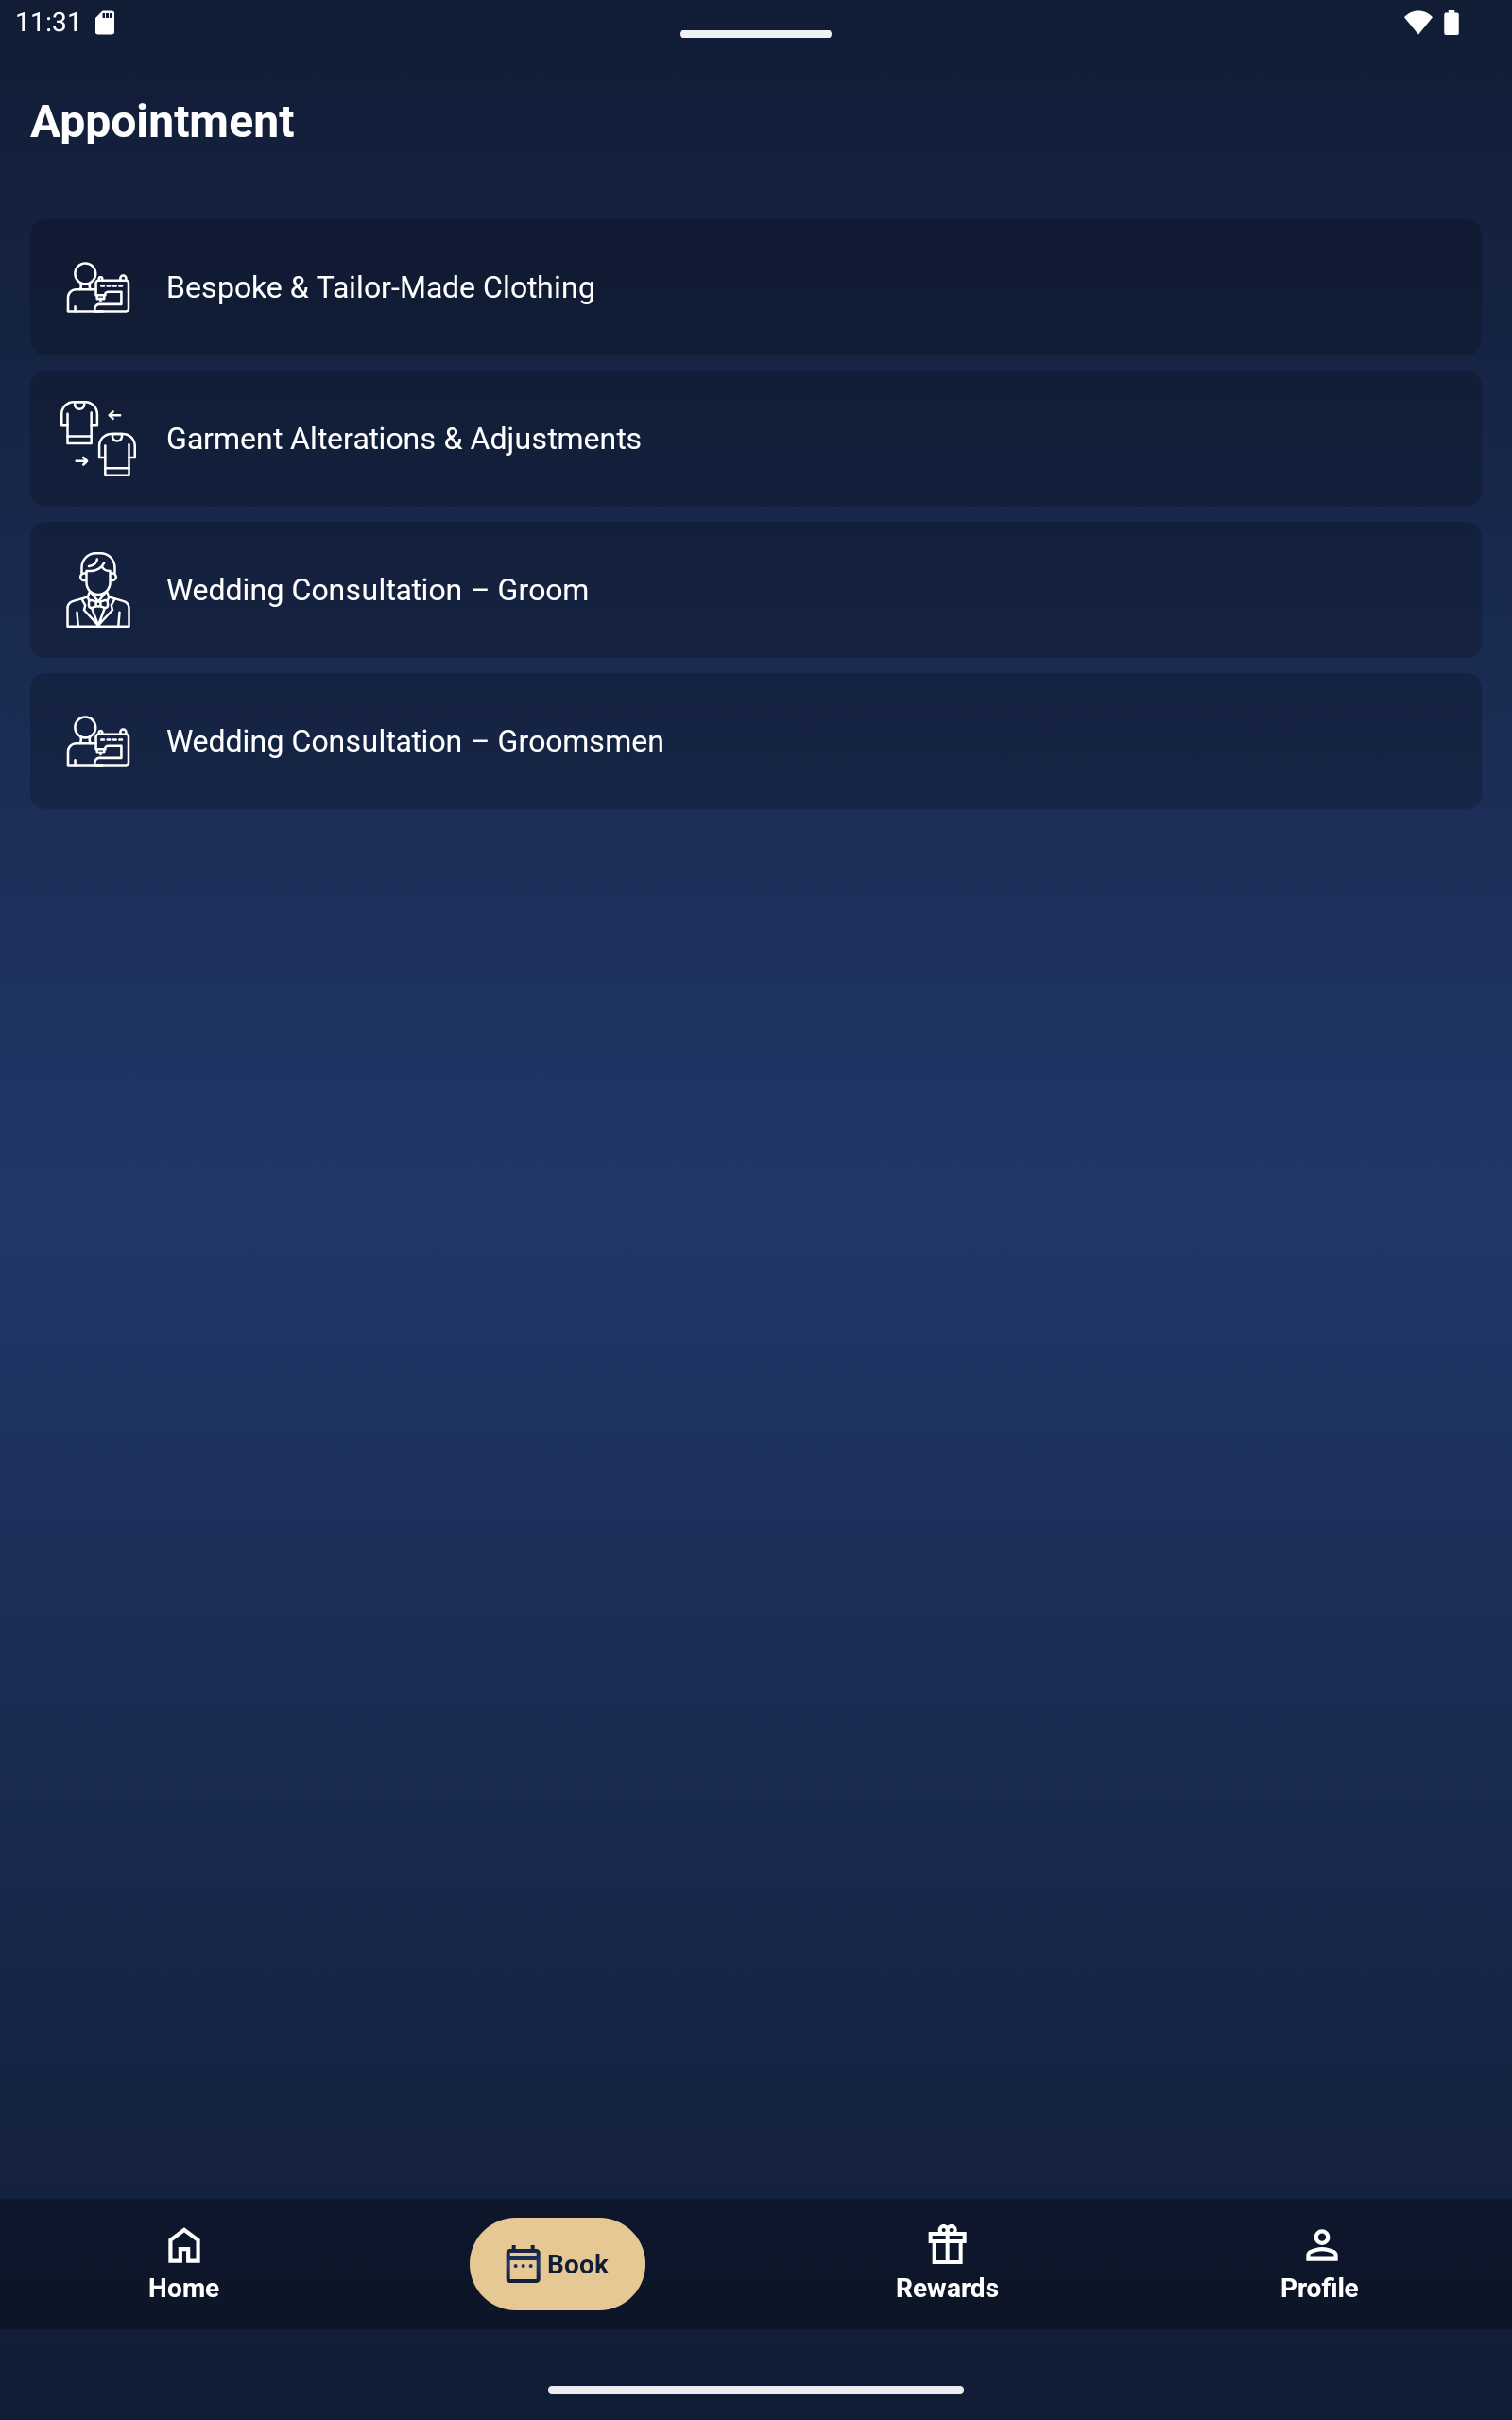 11:31
Appointment
Bespoke & Tailor-Made Clothing
Garment Alterations & Adjustments
Wedding Consultation – Groom
Wedding Consultation – Groomsmen
Home
Book
Rewards
Profile